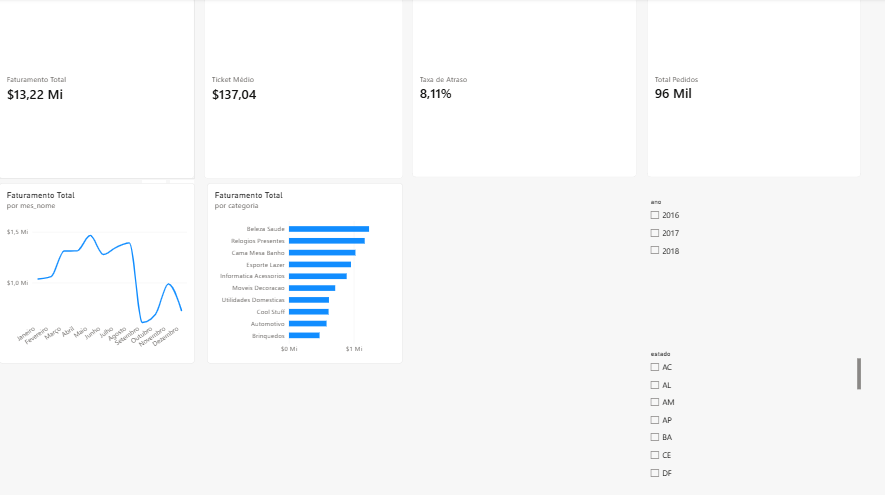 Faturamento Total
$13,22 Mi
Ticket Médio
$137,04
Taxa de Atraso
8,11%
Total Pedidos
96 Mil
Faturamento Total
por mes_nome
$1,5 Mi
$1,0 Mi
Janeiro
Fevereiro
Março
Abril
Maio
Junho
Julho
Agosto
Setembro
Outubro
Novembro
Dezembro
Faturamento Total
por categoria
Beleza Saude
Relogios Presentes
Cama Mesa Banho
Esporte Lazer
Informatica Acessorios
Moveis Decoracao
Utilidades Domesticas
Cool Stuff
Automotivo
Brinquedos
$0 Mi
$1 Mi
ano
2016
2017
2018
estado
AC
AL
AM
AP
BA
CE
DF